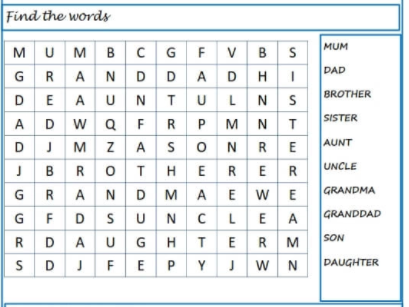 Find the words
M U M B C G F V B S
G R A N D D A D H I
D E A U N T U L N S
A D W Q F R P M N T
D J M Z A S O N R E
J B R O T H E R E R
G R A N D M A E W E
G F D S U N C L E A
R D A U G H T E R M
S D J F E P Y J W N
MUM
DAD
BROTHER
SISTER
AUNT
UNCLE
GRANDMA
GRANDDAD
SON
DAUGHTER